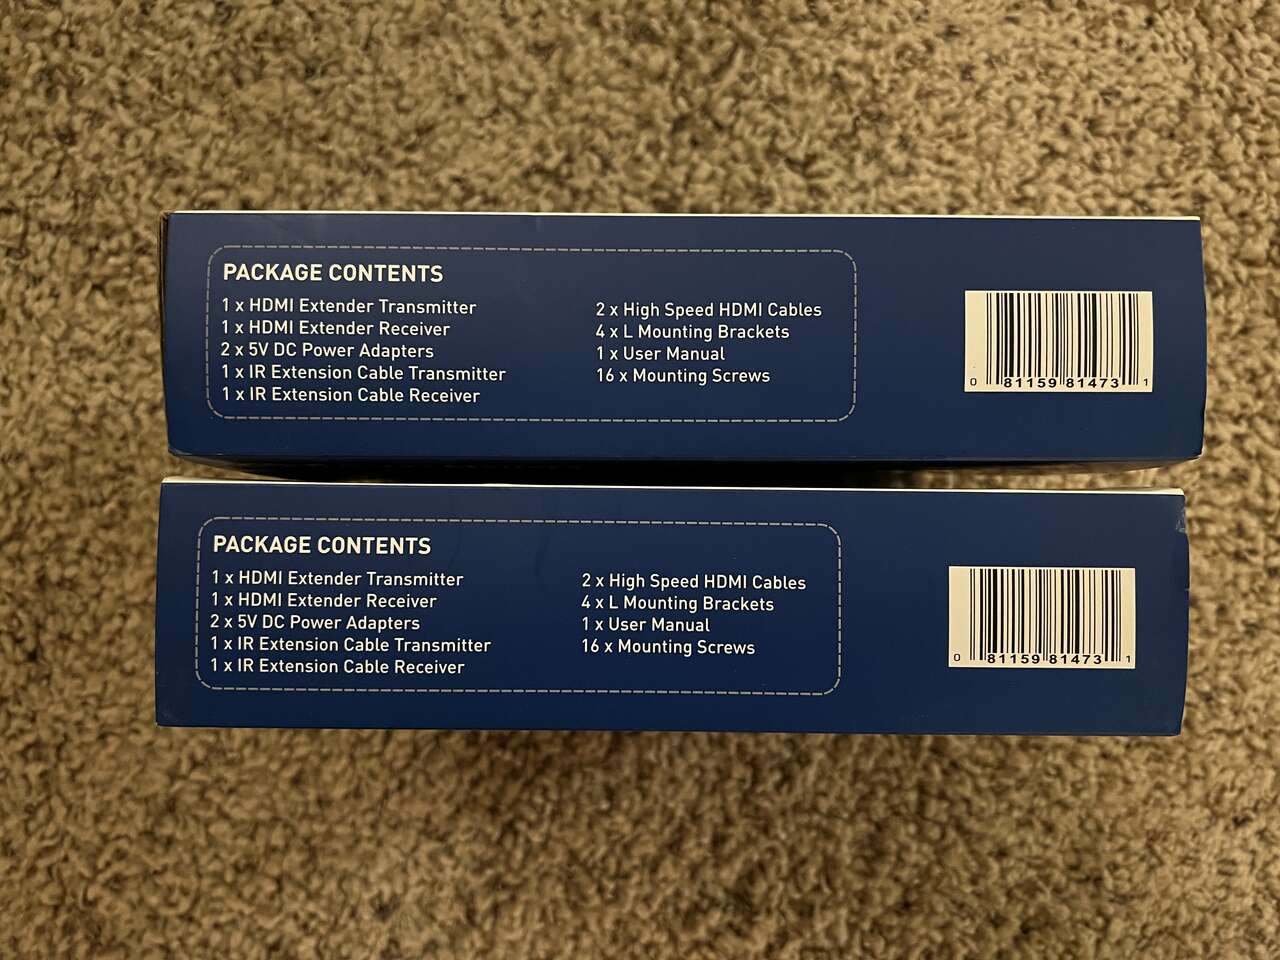 PACKAGE CONTENTS
1 x HDMI Extender Transmitter
1 x HDMI Extender Receiver
2 x 5V DC Power Adapters
1 x IR Extension Cable Transmitter
1 x IR Extension Cable Receiver
2 x High Speed HDMI Cables
4 x L Mounting Brackets
1 x User Manual
16 x Mounting Screws
0 81159 81473 1
PACKAGE CONTENTS
1 x HDMI Extender Transmitter
1 x HDMI Extender Receiver
2 x 5V DC Power Adapters
1 x IR Extension Cable Transmitter
1 x IR Extension Cable Receiver
2 x High Speed HDMI Cables
4 x L Mounting Brackets
1 x User Manual
16 x Mounting Screws
0 81159 81473 1